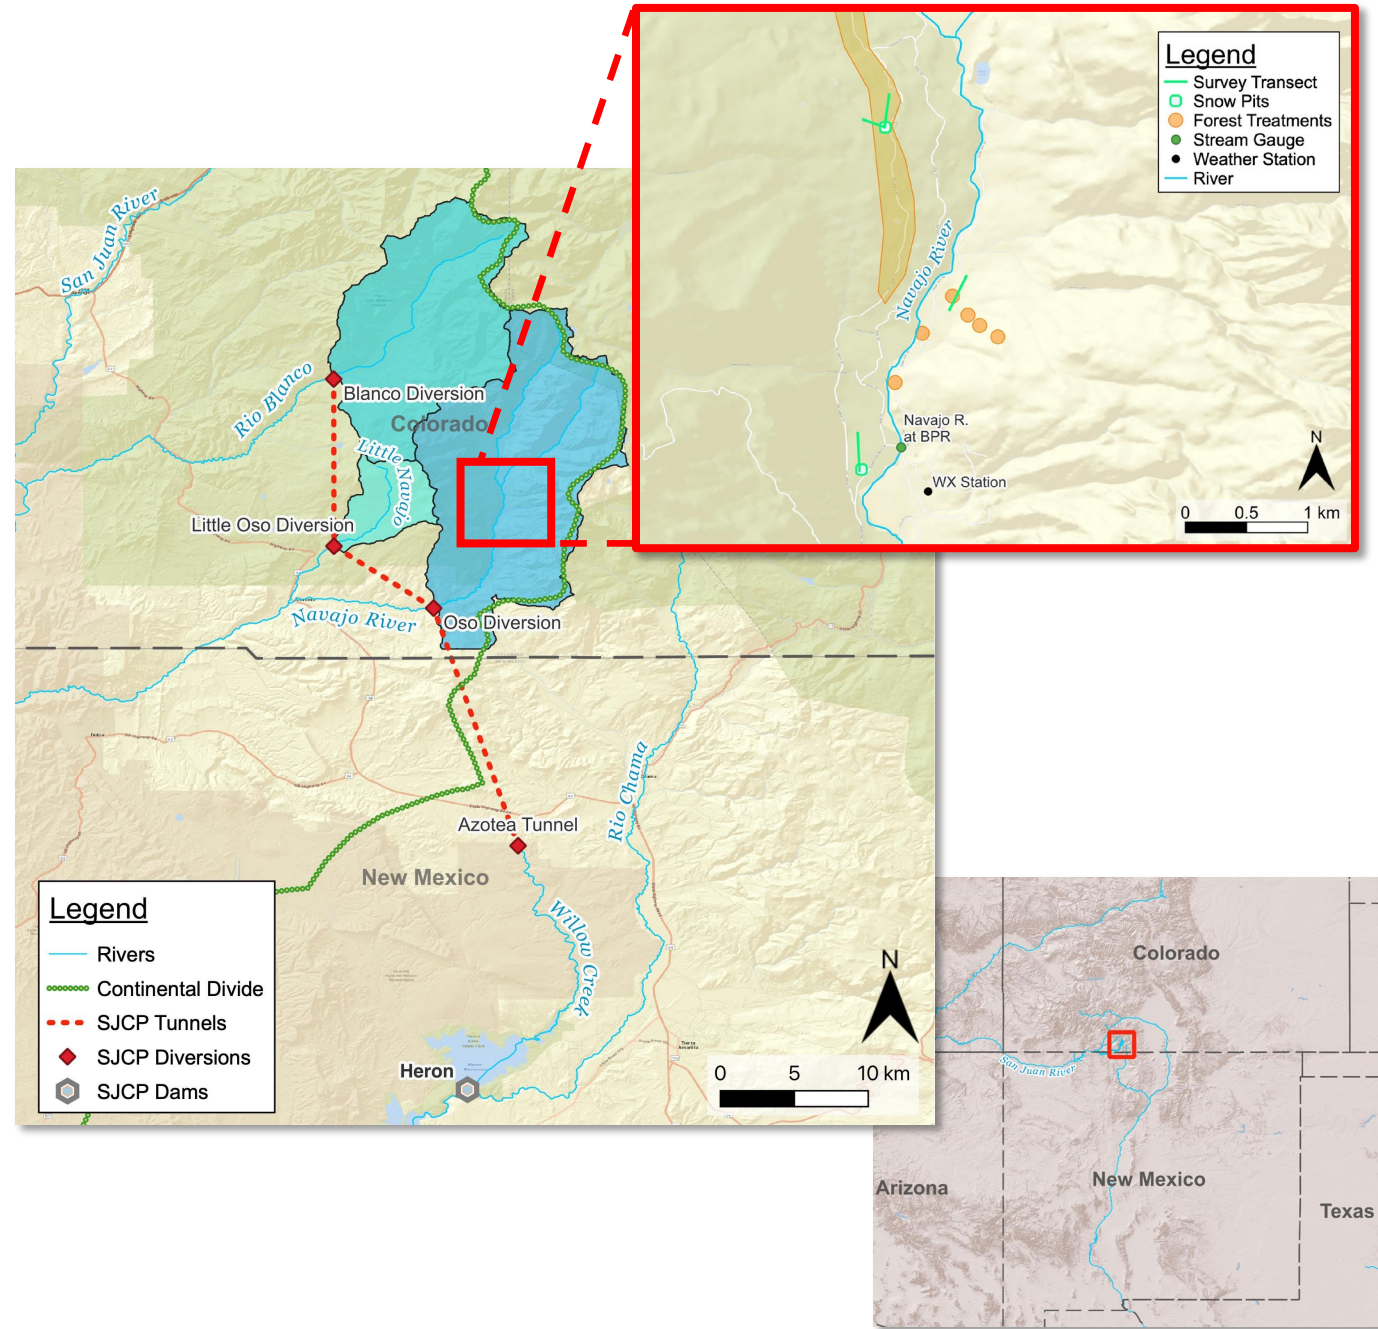 Legend
Survey Transect
Snow Pits
Forest Treatments
Stream Gauge
Weather Station
River
Navajo River
Navajo R.
at BPR
WX Station
N
0 0.5 1 km
San Juan River
Rio Blanco
Blanco Diversion
Colorado
Little Navajo
Little Oso Diversion
Navajo River
Oso Diversion
Rio Chama
Azotea Tunnel
New Mexico
Willow Creek
Heron
N
0 5 10 km
Legend
Rivers
Continental Divide
SJCP Tunnels
SJCP Diversions
SJCP Dams
Colorado
San Juan River
New Mexico
Arizona
Texas